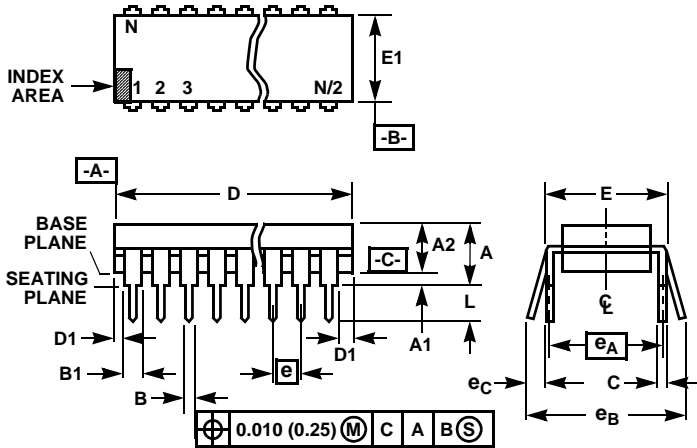 N
E1
INDEX
AREA
1 2 3 N/2
-B-
-A-
D
E
BASE
PLANE
A2
A
-C-
SEATING
PLANE
L
C
L
D1
A1
D1
eA
B1
e
eC
C
B
eB
0.010 (0.25) M C A B S